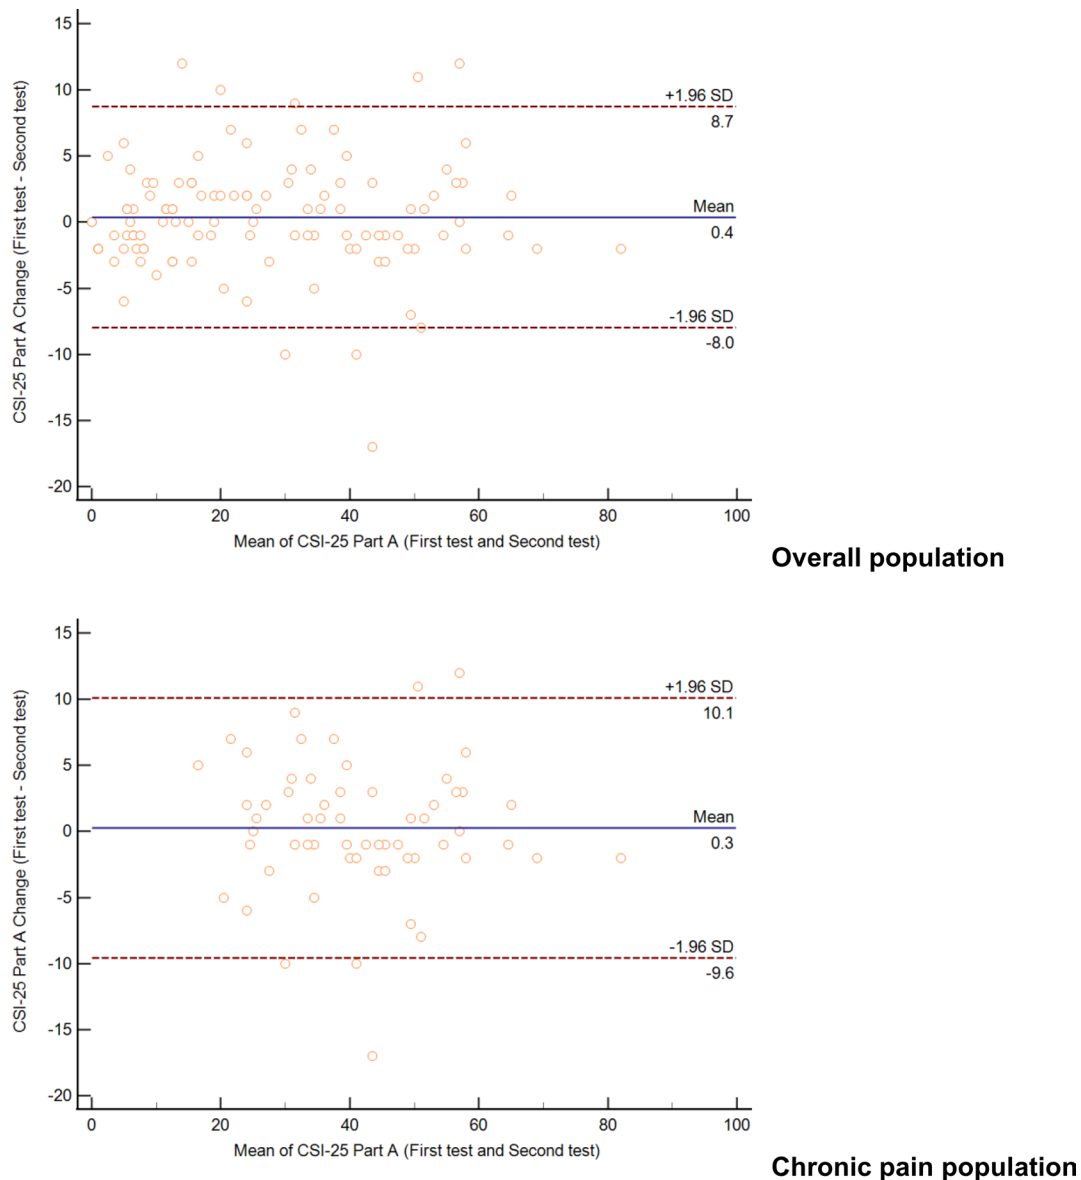 CSI-25 Part A Change (First test - Second test)
15
10
5
0
-5
-10
-15
-20
+1.96 SD
8.7
Mean
0.4
-1.96 SD
-8.0
0
20
40
60
80
100
Mean of CSI-25 Part A (First test and Second test)
Overall population
CSI-25 Part A Change (First test - Second test)
15
10
5
0
-5
-10
-15
-20
+1.96 SD
10.1
Mean
0.3
-1.96 SD
-9.6
0
20
40
60
80
100
Mean of CSI-25 Part A (First test and Second test)
Chronic pain population